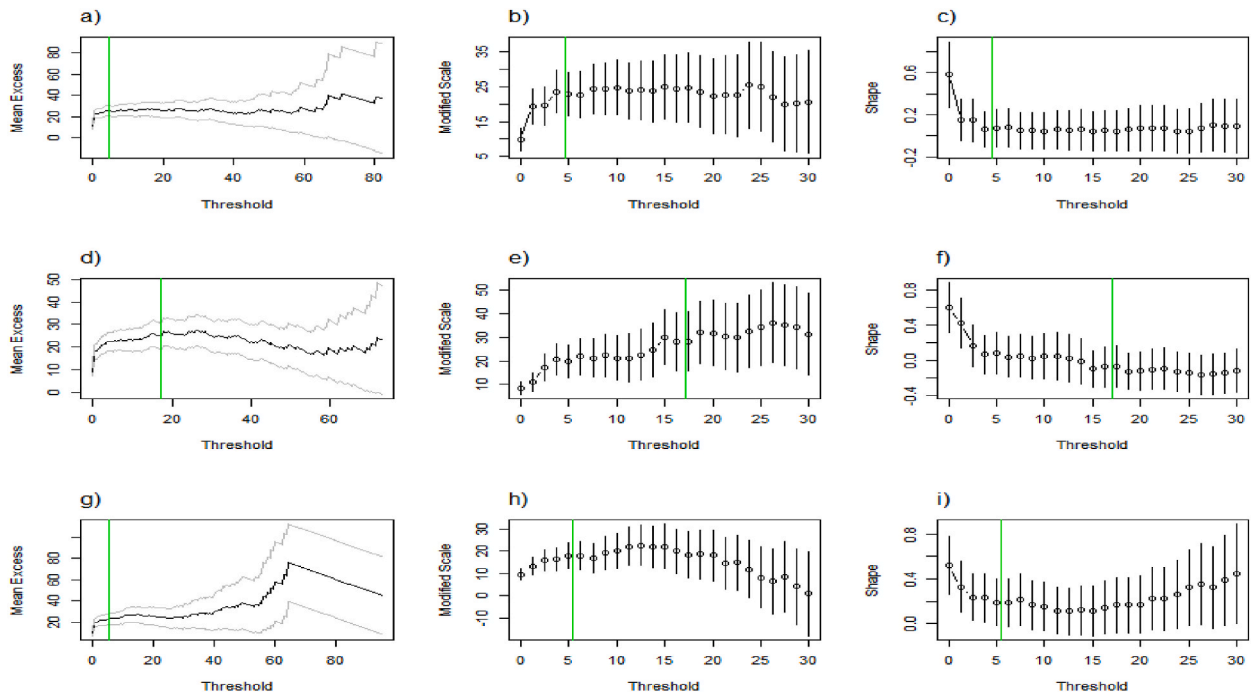 a) b) c)
Mean Excess
0 20 40 60 80
0 20 40 60 80
Threshold
Modified Scale
5 15 25 35
0 5 10 15 20 25 30
Threshold
Shape
-0.2 0.2 0.6
0 5 10 15 20 25 30
Threshold
d) e) f)
Mean Excess
0 10 20 30 40 50
0 20 40 60
Threshold
Modified Scale
10 20 30 40 50
0 5 10 15 20 25 30
Threshold
Shape
-0.4 0.0 0.4 0.8
0 5 10 15 20 25 30
Threshold
g) h) i)
Mean Excess
20 40 60 80
0 20 40 60 80
Threshold
Modified Scale
-10 0 10 20 30
0 5 10 15 20 25 30
Threshold
Shape
0.0 0.4 0.8
0 5 10 15 20 25 30
Threshold